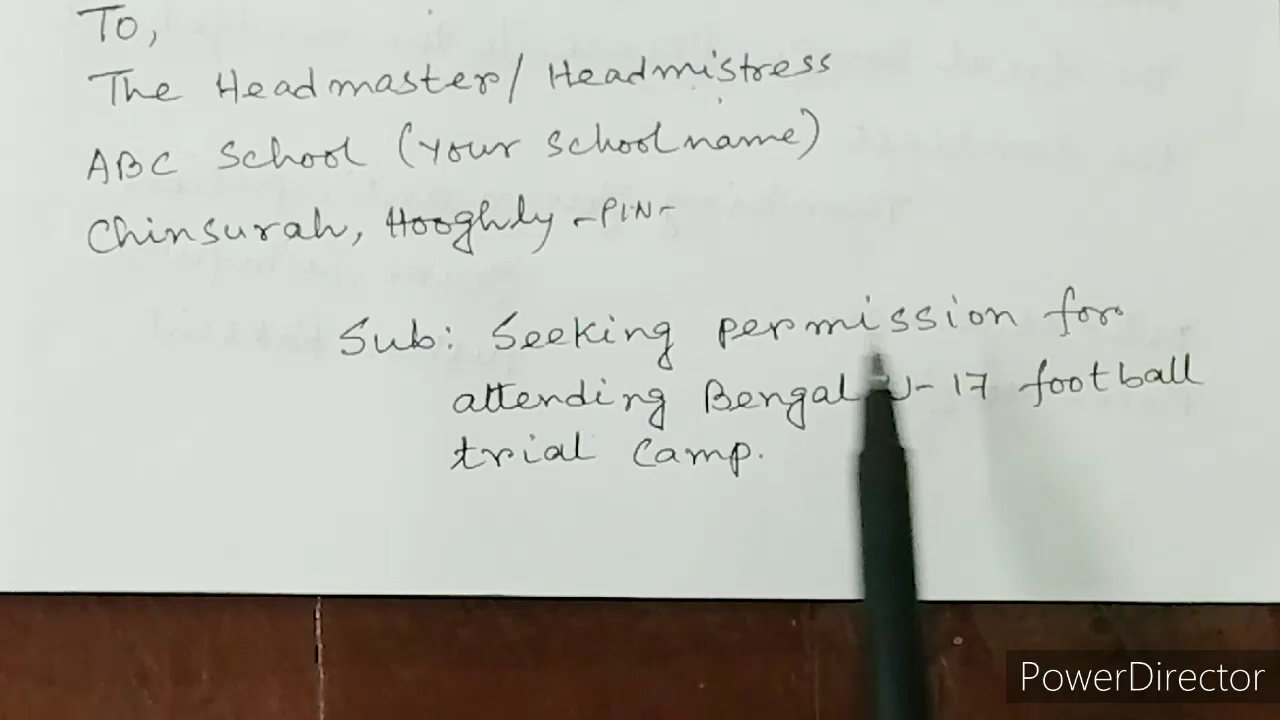 To,
The Headmaster/Headmistress
ABC School (Your school name)
Chinsurah, Hooghly -PIN-
Sub: Seeking permission for
attending Bengal U-17 football
trial camp.
PowerDirector